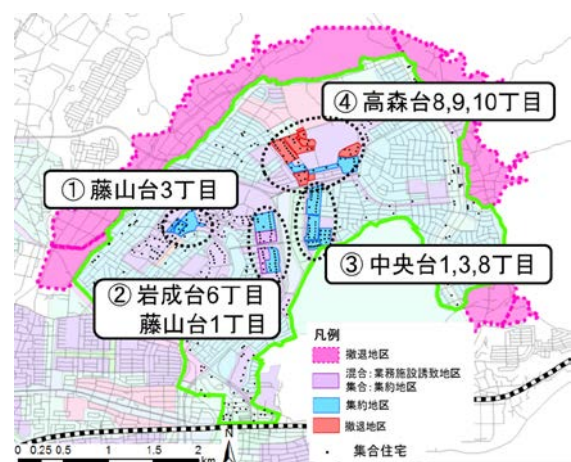 ④ 高森台8,9,10丁目
① 藤山台3丁目
③ 中央台1,3,8丁目
② 岩成台6丁目
藤山台1丁目
凡例
撤退地区
混合:業務施設誘致地区
集合:集約地区
集約地区
撤退地区
集合住宅
0 0.25 0.5 1 1.5 2
km
N